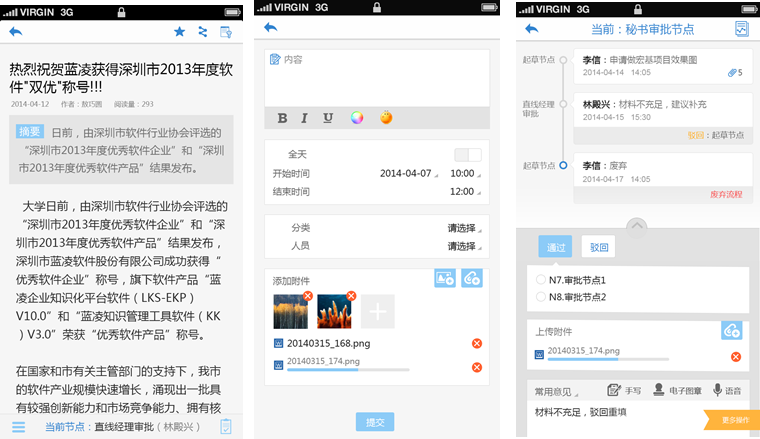 VIRGIN 3G
热烈祝贺蓝凌获得深圳市2013年度软
件"双优"称号!!!
2014-04-12 作者：敖巧茜 阅读量：293
摘要 日前，由深圳市软件行业协会评选的
“深圳市2013年度优秀软件企业”和“深
圳市2013年度优秀软件产品”结果发布。
大学日前，由深圳市软件行业协会评选的
“深圳市2013年度优秀软件企业”和“深
圳市2013年度优秀软件产品”结果发布，
深圳市蓝凌软件股份有限公司成功获得“
优秀软件企业”称号，旗下软件产品“蓝
凌企业知识化平台软件（LKS-EKP）
V10.0”和“蓝凌知识管理工具软件（KK
）V3.0”荣获“优秀软件产品”称号。
在国家和市有关主管部门的支持下，我市
的软件产业规模快速增长，涌现出一批具
有较强创新能力和市场竞争能力、拥有核
当前节点：直线经理审批（林殿兴）
VIRGIN 3G
内容
B I U
全天
开始时间 2014-04-07 10:00
结束时间 12:00
分类 请选择
人员 请选择
添加附件
20140315_168.png
20140315_174.png
提交
VIRGIN 3G
当前：秘书审批节点
起草节点
李信：申请做宏基项目效果图
2014-04-14 14:05 5
直线经理
审批
林殿兴：材料不充足，建议补充
2014-04-15 15:30
驳回：起草节点
起草节点
李信：废弃
2014-04-17 14:05
废弃流程
通过 驳回
N7.审批节点1
N8.审批节点2
上传附件
20140315_174.png
常用意见 手写 电子图章 语音
材料不充足，驳回重填
更多操作